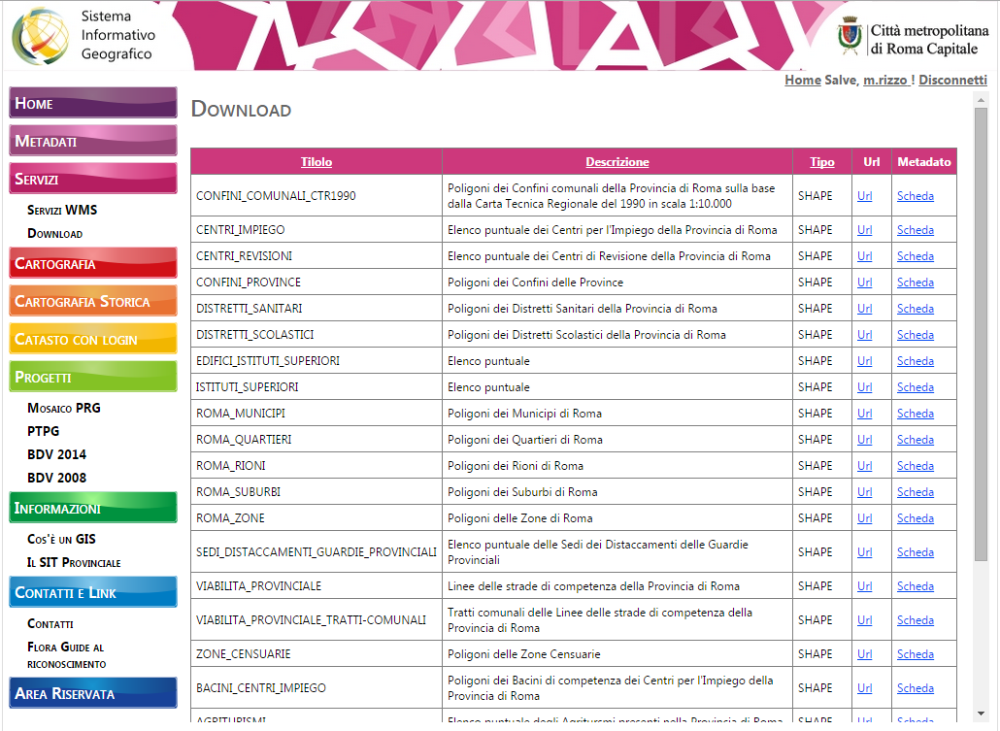 Sistema
Informativo
Geografico
Città metropolitana
di Roma Capitale
Home Salve, m.rizzo ! Disconnetti
Home
Metadati
Servizi
Servizi WMS
Download
Cartografia
Cartografia Storica
Catasto con login
Progetti
Mosaico PRG
PTPG
BDV 2014
BDV 2008
Informazioni
Cos'è un GIS
Il SIT Provinciale
Contatti e Link
Contatti
Flora Guide al
riconoscimento
Area Riservata
Download
Tilolo Descrizione Tipo Url Metadato
CONFINI_COMUNALI_CTR1990 Poligoni dei Confini comunali della Provincia di Roma sulla base
dalla Carta Tecnica Regionale del 1990 in scala 1:10.000 SHAPE Url Scheda
CENTRI_IMPIEGO Elenco puntuale dei Centri per l'Impiego della Provincia di Roma SHAPE Url Scheda
CENTRI_REVISIONI Elenco puntuale dei Centri di Revisione della Provincia di Roma SHAPE Url Scheda
CONFINI_PROVINCE Poligoni dei Confini delle Province SHAPE Url Scheda
DISTRETTI_SANITARI Poligoni dei Distretti Sanitari della Provincia di Roma SHAPE Url Scheda
DISTRETTI_SCOLASTICI Poligoni dei Distretti Scolastici della Provincia di Roma SHAPE Url Scheda
EDIFICI_ISTITUTI_SUPERIORI Elenco puntuale SHAPE Url Scheda
ISTITUTI_SUPERIORI Elenco puntuale SHAPE Url Scheda
ROMA_MUNICIPI Poligoni dei Municipi di Roma SHAPE Url Scheda
ROMA_QUARTIERI Poligoni dei Quartieri di Roma SHAPE Url Scheda
ROMA_RIONI Poligoni dei Rioni di Roma SHAPE Url Scheda
ROMA_SUBURBI Poligoni dei Suburbi di Roma SHAPE Url Scheda
ROMA_ZONE Poligoni delle Zone di Roma SHAPE Url Scheda
SEDI_DISTACCAMENTI_GUARDIE_PROVINCIALI Elenco puntuale delle Sedi dei Distaccamenti delle Guardie
Provinciali SHAPE Url Scheda
VIABILITA_PROVINCIALE Linee delle strade di competenza della Provincia di Roma SHAPE Url Scheda
VIABILITA_PROVINCIALE_TRATTI-COMUNALI Tratti comunali delle Linee delle strade di competenza della
Provincia di Roma SHAPE Url Scheda
ZONE_CENSUARIE Poligoni delle Zone Censuarie SHAPE Url Scheda
BACINI_CENTRI_IMPIEGO Poligoni dei Bacini di competenza dei Centri per l'Impiego della
Provincia di Roma SHAPE Url Scheda
AGRITURISMI Elenco puntuale degli Agriturismi presenti nella Provincia di Roma SHAPE Url Scheda